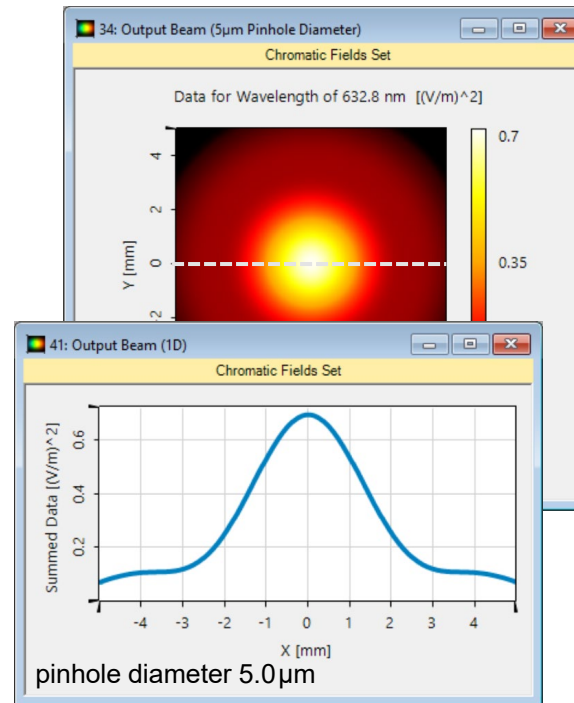 34: Output Beam (5µm Pinhole Diameter)
Chromatic Fields Set
Data for Wavelength of 632.8 nm  [(V/m)^2]
0.7
0.35
4
2
0
-2
Y [mm]
41: Output Beam (1D)
Chromatic Fields Set
Summed Data [(V/m)^2]
0.6
0.4
0.2
-4 -3 -2 -1 0 1 2 3 4
X [mm]
pinhole diameter 5.0µm